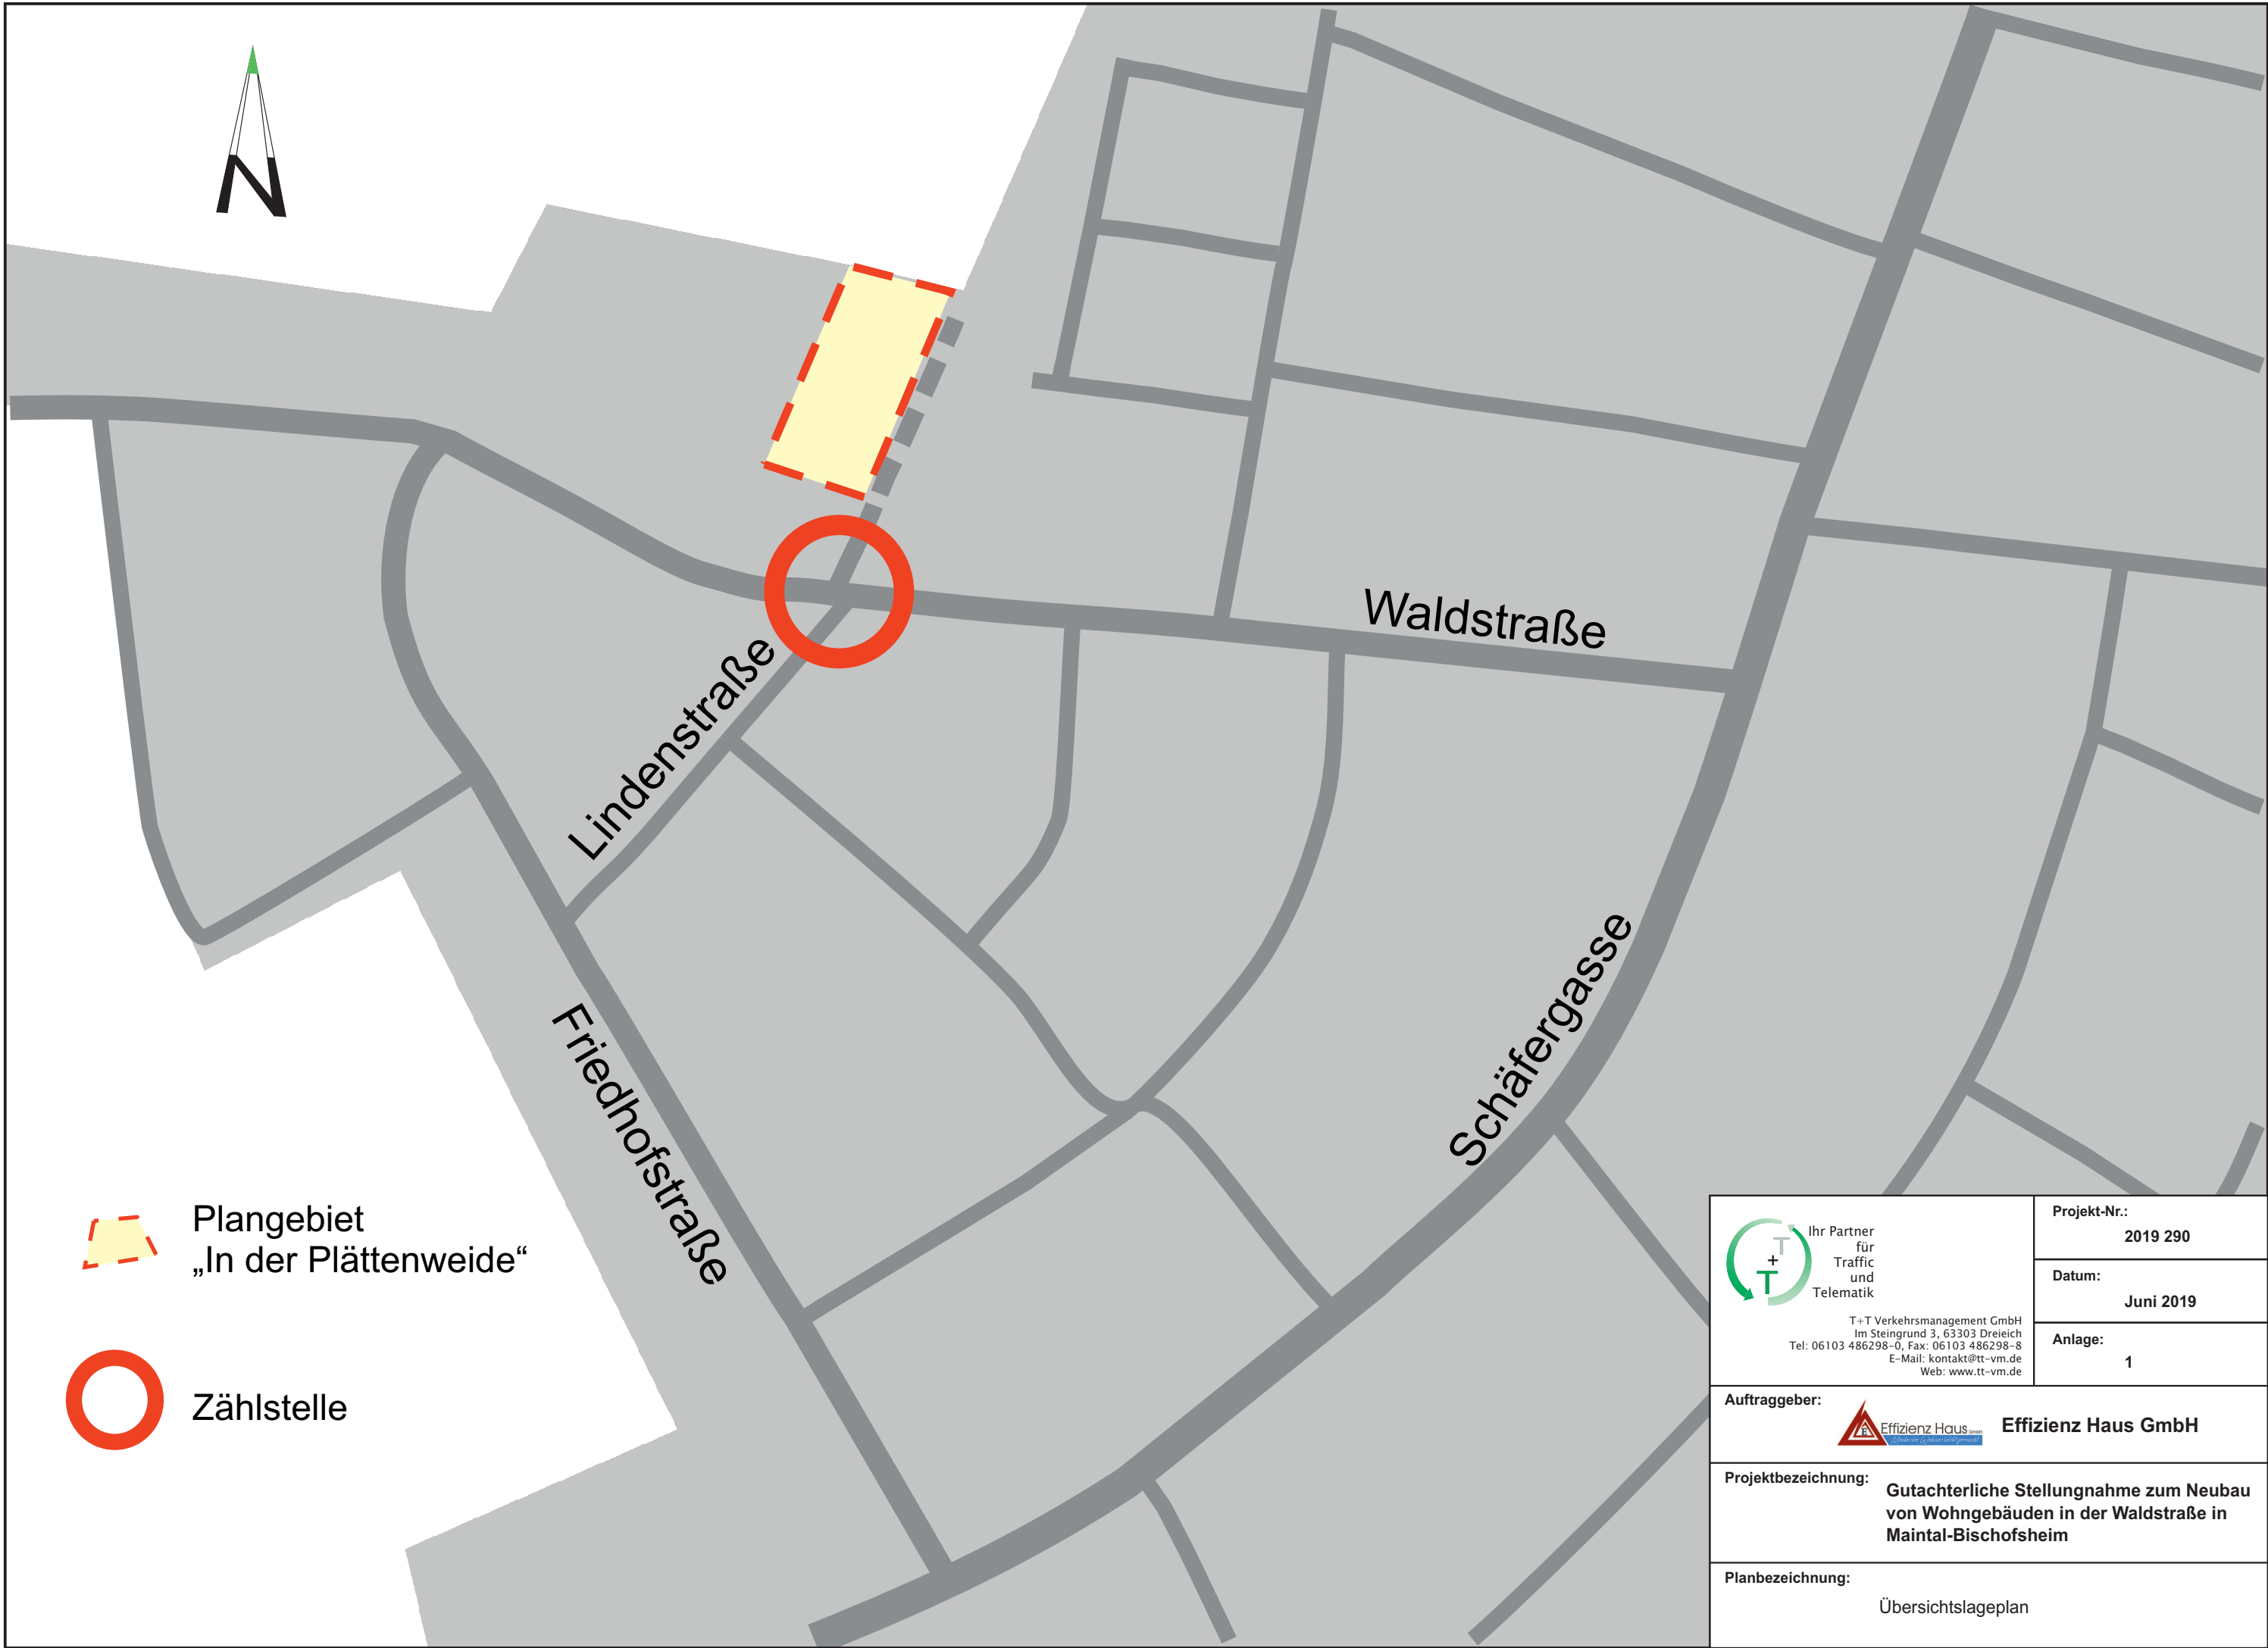 N
Waldstraße
Lindenstraße
Friedhofstraße
Schäfergasse
Plangebiet
„In der Plättenweide“
Zählstelle
T
+
T
Ihr Partner
für
Traffic
und
Telematik
T+T Verkehrsmanagement GmbH
Im Steingrund 3, 63303 Dreieich
Tel: 06103 486298-0, Fax: 06103 486298-8
E-Mail: kontakt@tt-vm.de
Web: www.tt-vm.de
Projekt-Nr.:
2019 290
Datum:
Juni 2019
Anlage:
1
Auftraggeber:
Effizienz Haus GmbH
Effizienz Haus GmbH
Projektbezeichnung:
Gutachterliche Stellungnahme zum Neubau
von Wohngebäuden in der Waldstraße in
Maintal-Bischofsheim
Planbezeichnung:
Übersichtslageplan